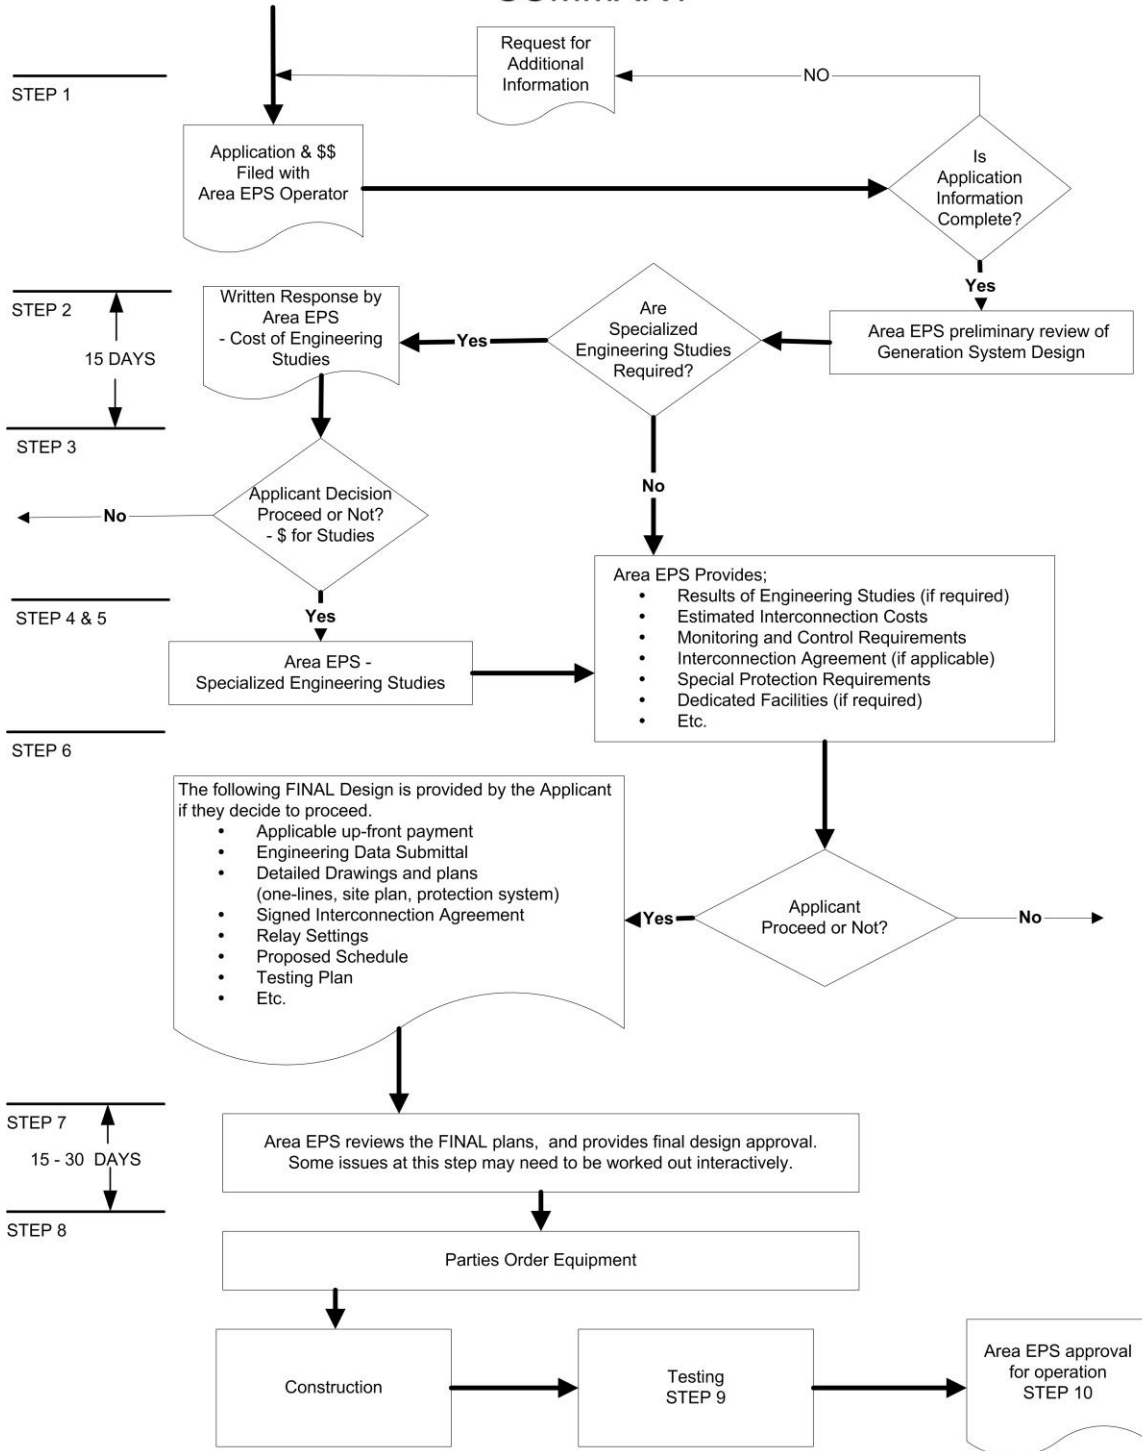 STEP 1
Request for
Additional
Information
NO
Application & $$
Filed with
Area EPS Operator
Is
Application
Information
Complete?
Yes
STEP 2
15 DAYS
Written Response by
Area EPS
- Cost of Engineering
Studies
Yes
Are
Specialized
Engineering Studies
Required?
Area EPS preliminary review of
Generation System Design
STEP 3
No
Applicant Decision
Proceed or Not?
- $ for Studies
No
STEP 4 & 5
Yes
Area EPS -
Specialized Engineering Studies
Area EPS Provides;
• Results of Engineering Studies (if required)
• Estimated Interconnection Costs
• Monitoring and Control Requirements
• Interconnection Agreement (if applicable)
• Special Protection Requirements
• Dedicated Facilities (if required)
• Etc.
STEP 6
The following FINAL Design is provided by the Applicant
if they decide to proceed.
• Applicable up-front payment
• Engineering Data Submittal
• Detailed Drawings and plans
(one-lines, site plan, protection system)
• Signed Interconnection Agreement
• Relay Settings
• Proposed Schedule
• Testing Plan
• Etc.
Yes
Applicant
Proceed or Not?
No
STEP 7
15 - 30 DAYS
Area EPS reviews the FINAL plans, and provides final design approval.
Some issues at this step may need to be worked out interactively.
STEP 8
Parties Order Equipment
Construction
Testing
STEP 9
Area EPS approval
for operation
STEP 10